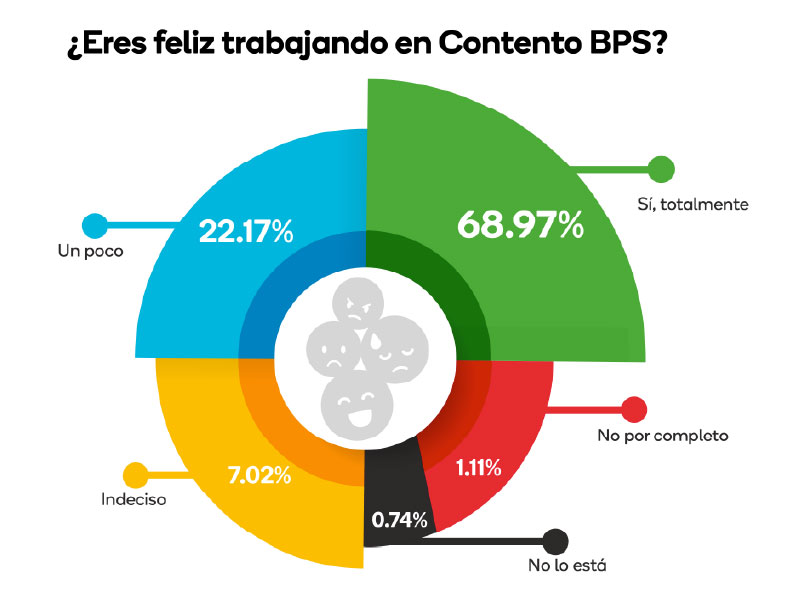 ¿Eres feliz trabajando en Contento BPS?
68.97%
Sí, totalmente
22.17%
Un poco
No por completo
1.11%
7.02%
Indeciso
0.74%
No lo está